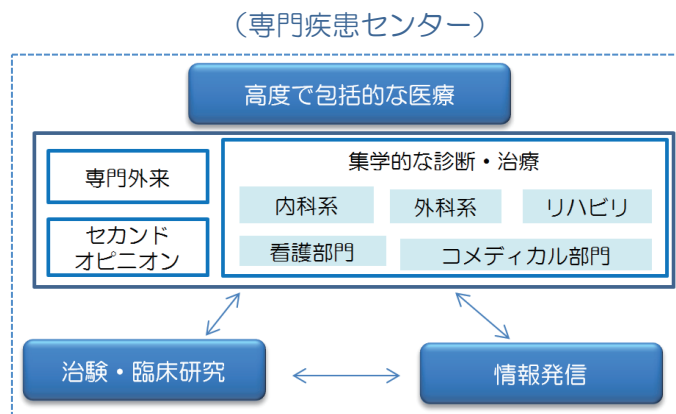 （専門疾患センター）
高度で包括的な医療
専門外来
セカンド
オピニオン
集学的な診断・治療
内科系
外科系
リハビリ
看護部門
コメディカル部門
治験・臨床研究
情報発信